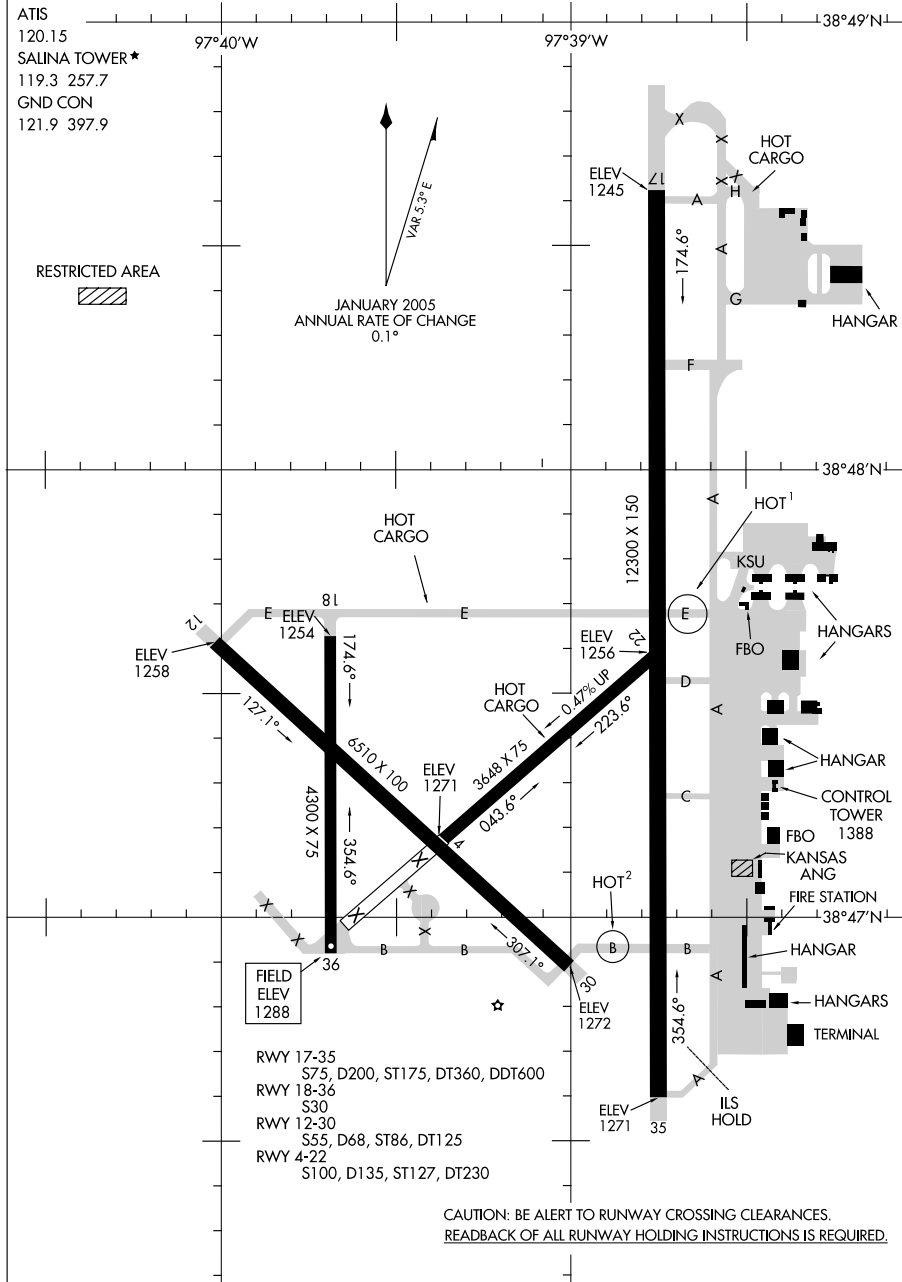 ATIS
120.15
SALINA TOWER★
119.3 257.7
GND CON
121.9 397.9
97°40'W
97°39'W
38°49'N
VAR 5.3° E
JANUARY 2005
ANNUAL RATE OF CHANGE
0.1°
RESTRICTED AREA
X
X
HOT
CARGO
ELEV
1245
17
X
X
H
A
174.6°
A
G
HANGAR
F
38°48'N
12300 X 150
A
HOT 1
HOT
CARGO
KSU
E
18
E
E
12
ELEV
1254
ELEV
1258
174.6°
ELEV
1256
22
FBO
HANGARS
D
127.1°
HOT
CARGO
0.47% UP
223.6°
A
6510 X 100
3648 X 75
ELEV
1271
043.6°
HANGAR
4300 X 75
C
CONTROL
TOWER
1388
354.6°
4
FBO
X
KANSAS
ANG
X
HOT 2
FIRE STATION
X
X
38°47'N
X
X
B
B
307.1°
B
B
36
HANGAR
FIELD
ELEV
1288
30
354.6°
A
ELEV
1272
HANGARS
TERMINAL
RWY 17-35
S75, D200, ST175, DT360, DDT600
RWY 18-36
S30
RWY 12-30
S55, D68, ST86, DT125
RWY 4-22
S100, D135, ST127, DT230
A
ELEV
1271
35
ILS
HOLD
CAUTION: BE ALERT TO RUNWAY CROSSING CLEARANCES.
READBACK OF ALL RUNWAY HOLDING INSTRUCTIONS IS REQUIRED.